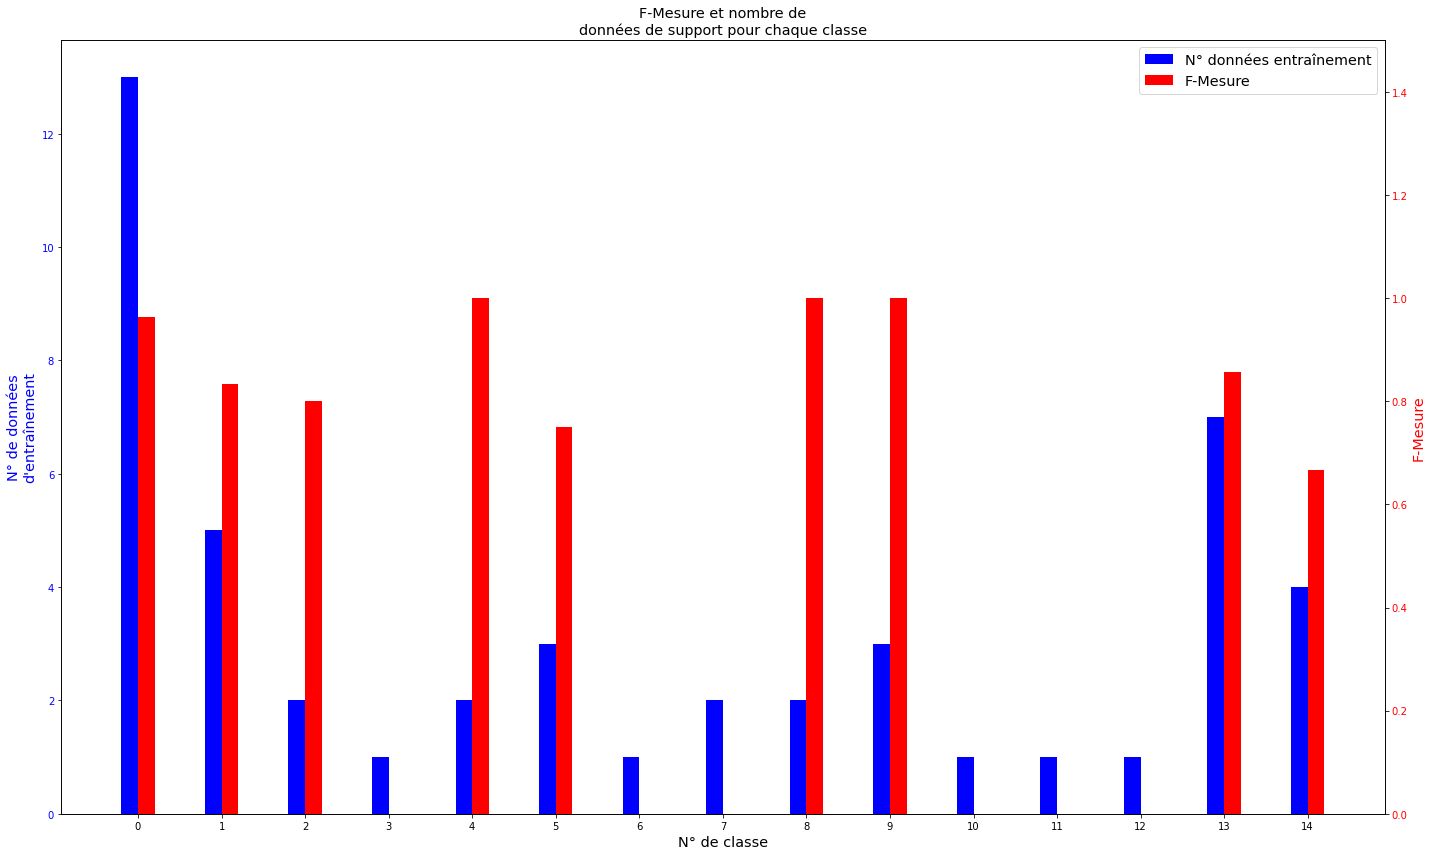 F-Mesure et nombre de
données de support pour chaque classe
N° données entraînement
F-Mesure
12
10
8
6
4
2
0
N° de données
d'entraînement
1.4
1.2
1.0
0.8
0.6
0.4
0.2
0.0
F-Mesure
0 1 2 3 4 5 6 7 8 9 10 11 12 13 14
N° de classe